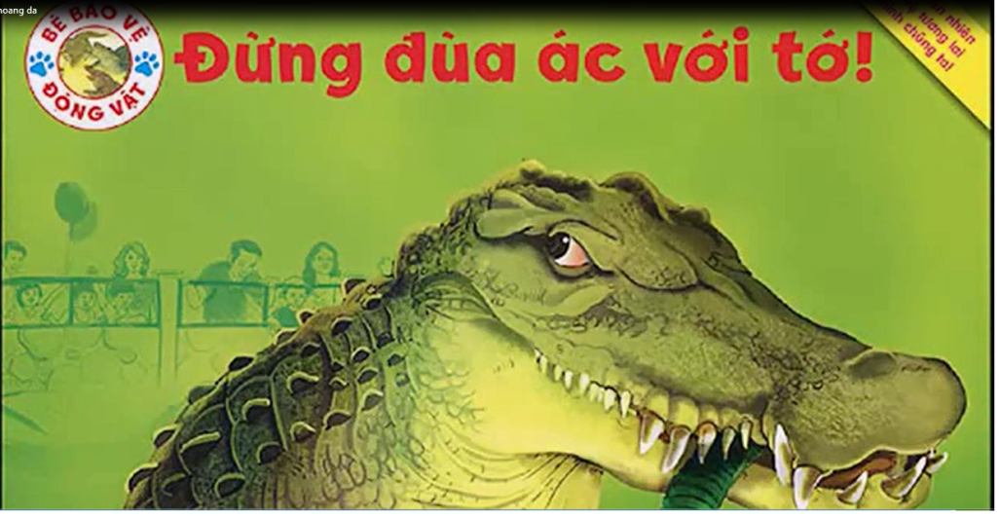 hoang da
BÉ BẢO VỆ
ĐỘNG VẬT
Đừng đùa ác với tớ!
nhiên
tương lai
chúng ta!